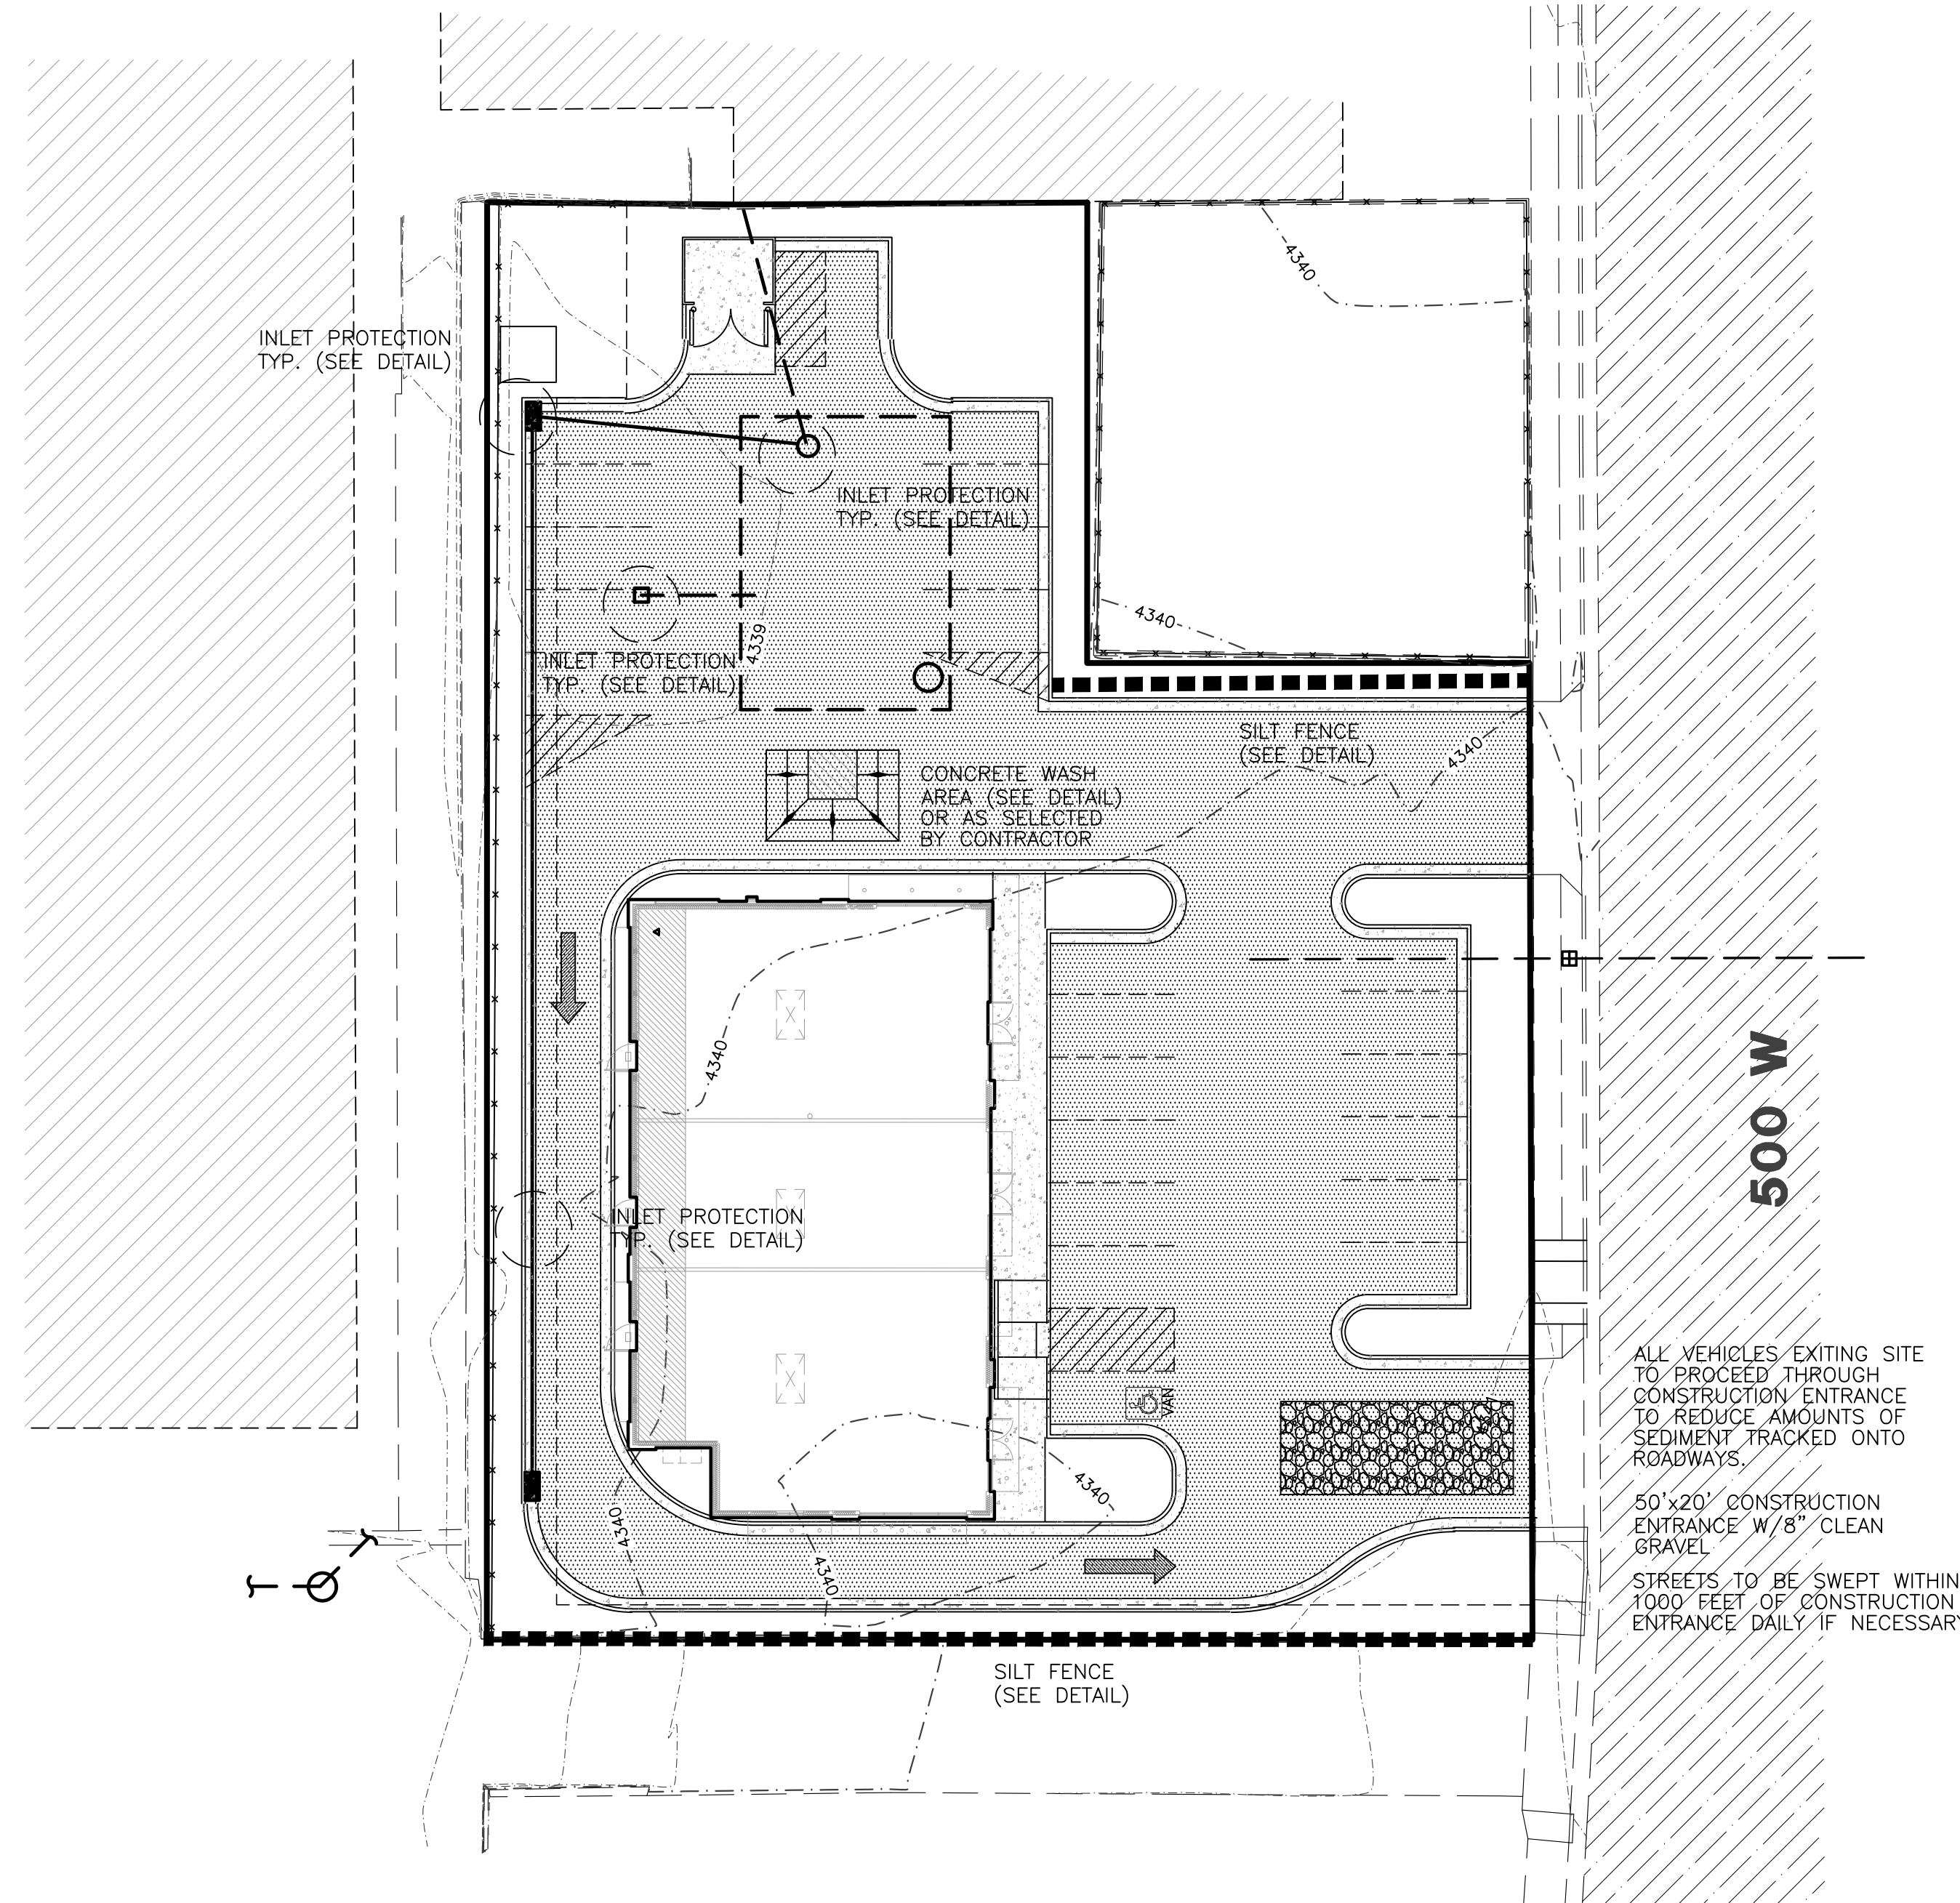 4340
INLET PROTECTION
TYP. (SEE DETAIL)
INLET PROTECTION
TYP. (SEE DETAIL)
4340
4339
INLET PROTECTION
TYP. (SEE DETAIL)
SILT FENCE
(SEE DETAIL)
4340
CONCRETE WASH
AREA (SEE DETAIL)
OR AS SELECTED
BY CONTRACTOR
4340
500 W
INLET PROTECTION
TYP. (SEE DETAIL)
VAN
ALL VEHICLES EXITING SITE
TO PROCEED THROUGH
CONSTRUCTION ENTRANCE
TO REDUCE AMOUNTS OF
SEDIMENT TRACKED ONTO
ROADWAYS.
4340
4340
4340
50'x20' CONSTRUCTION
ENTRANCE W/8" CLEAN
GRAVEL
STREETS TO BE SWEPT WITHIN
1000 FEET OF CONSTRUCTION
ENTRANCE DAILY IF NECESSARY
SILT FENCE
(SEE DETAIL)